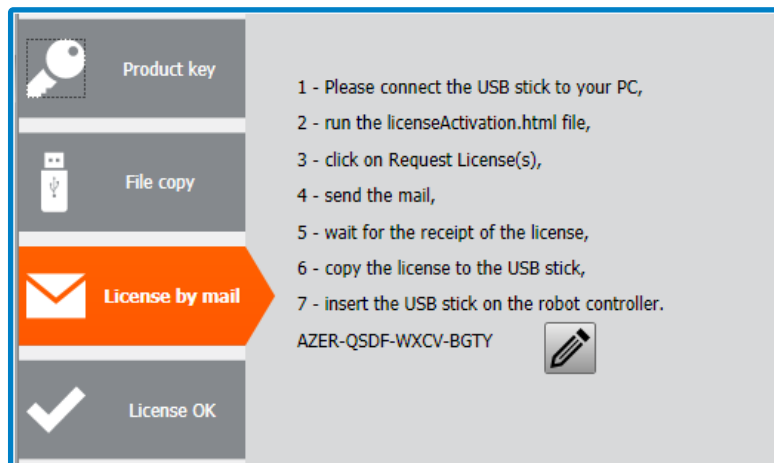 Product key
File copy
License by mail
License OK
1 - Please connect the USB stick to your PC,
2 - run the licenseActivation.html file,
3 - click on Request License(s),
4 - send the mail,
5 - wait for the receipt of the license,
6 - copy the license to the USB stick,
7 - insert the USB stick on the robot controller.
AZER-QSDF-WXCV-BGTY